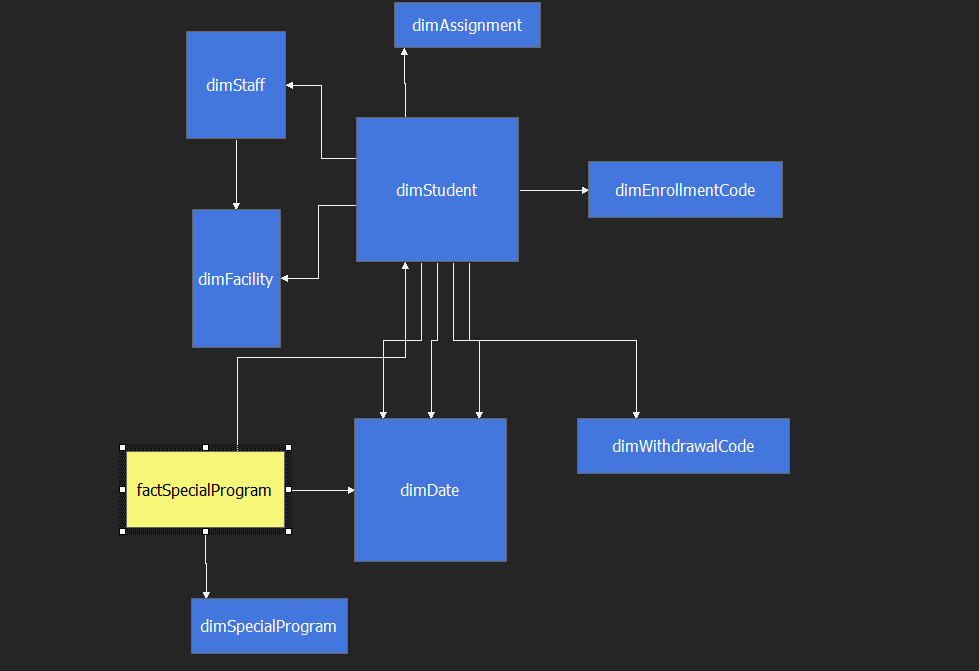 dimAssignment
dimStaff
dimStudent
dimEnrollmentCode
dimFacility
dimWithdrawalCode
factSpecialProgram
dimDate
dimSpecialProgram